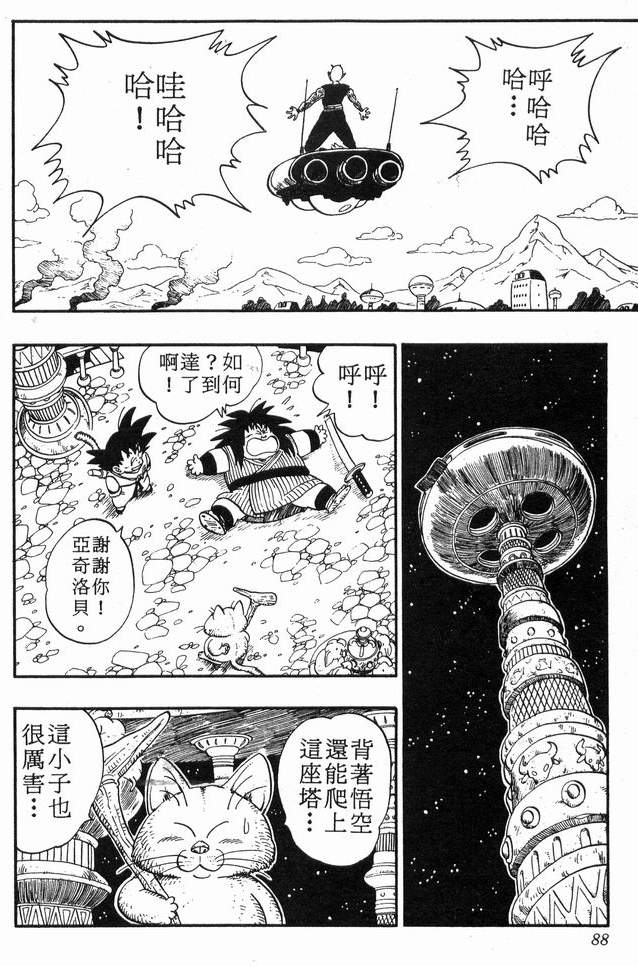 呼哈哈
哈…
哇哈哈
哈！
呼！
呼！
如何
？到
達了
啊！
謝謝你！
亞奇洛貝。
背著悟空
還能爬上
這座塔…
這小子也
很厲害…
88